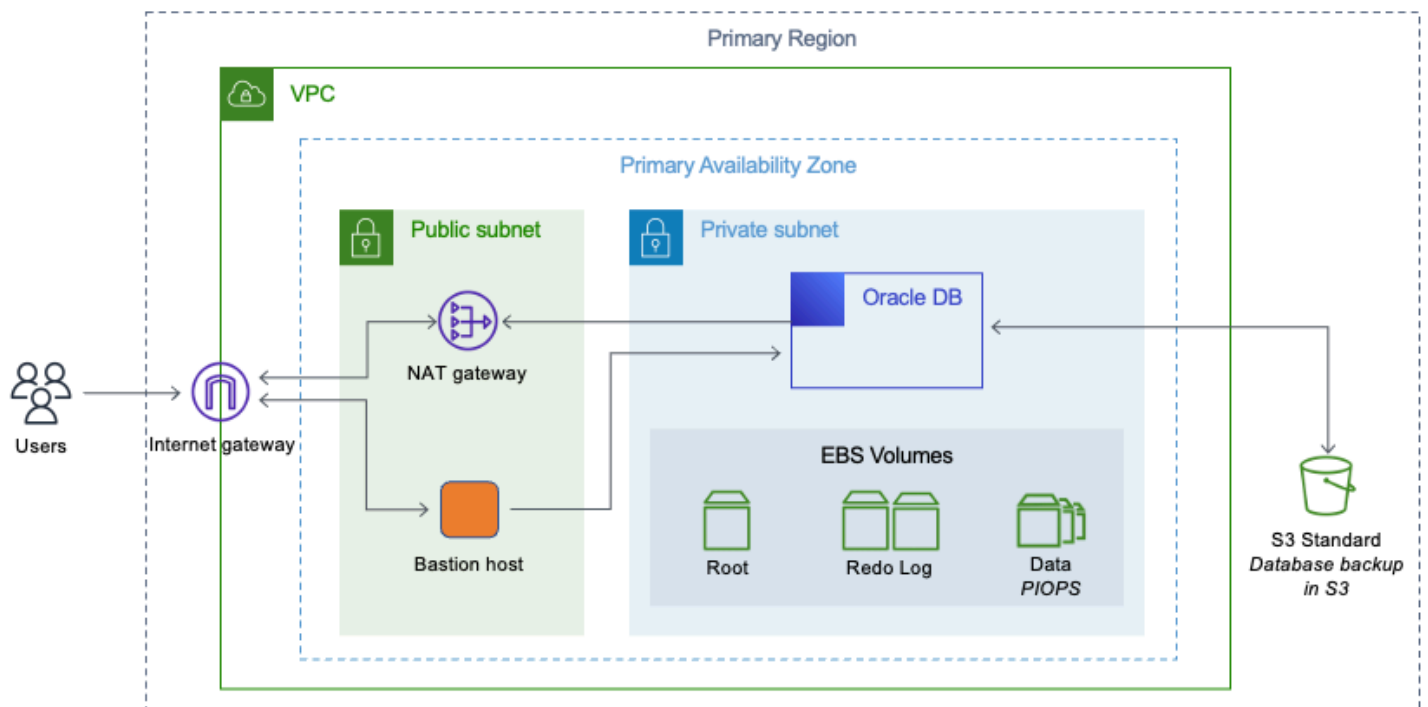 Primary Region
VPC
Primary Availability Zone
Public subnet
Private subnet
Oracle DB
NAT gateway
Users
Internet gateway
EBS Volumes
Bastion host
Root
Redo Log
Data
PIOPS
S3 Standard
Database backup
in S3